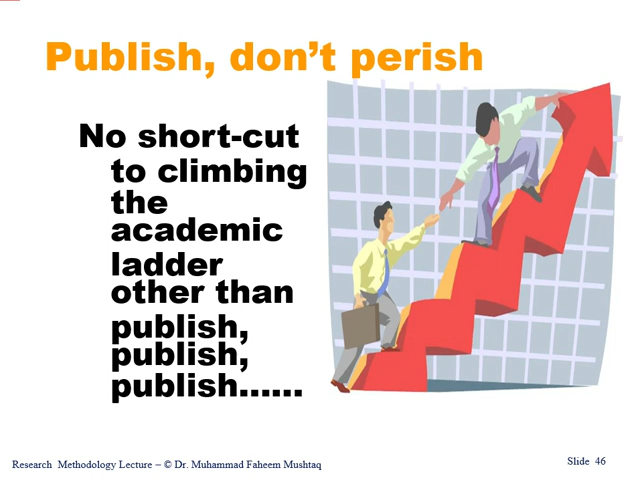 Publish, don’t perish
No short-cut
to climbing
the
academic
ladder
other than
publish,
publish,
publish......
Research Methodology Lecture – © Dr. Muhammad Faheem Mushtaq
Slide 46